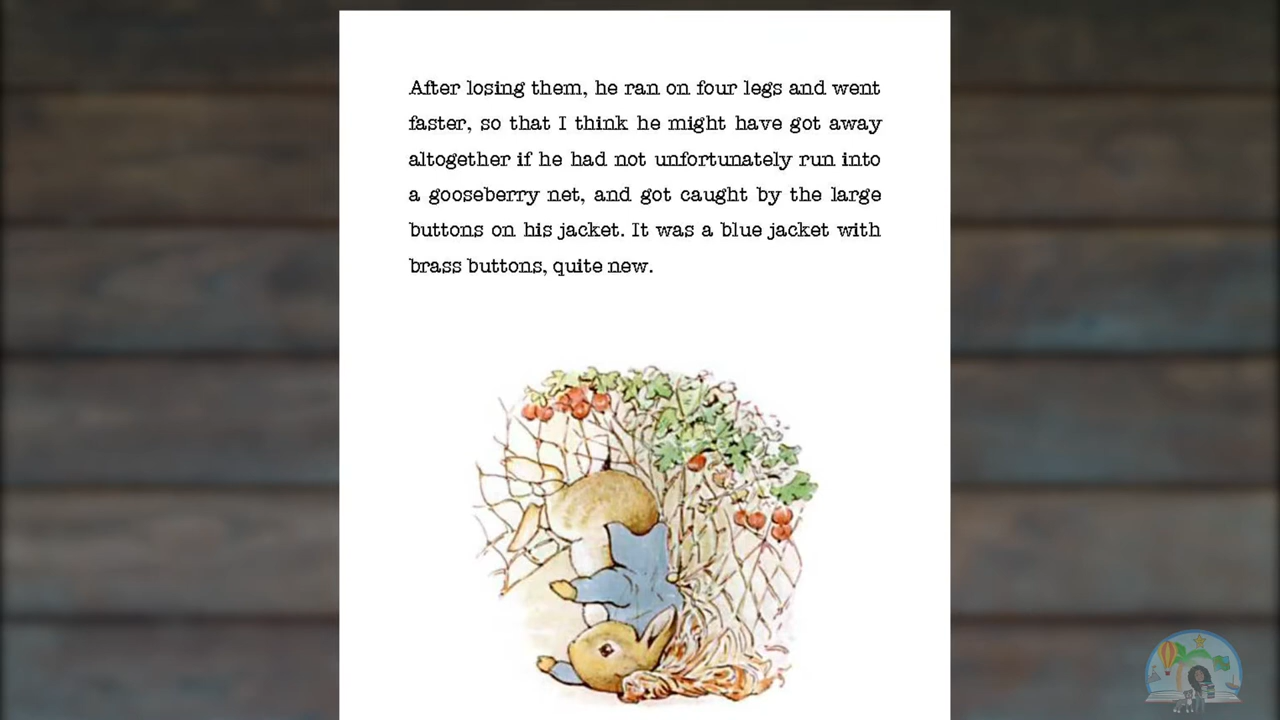 After losing them, he ran on four legs and went
faster, so that I think he might have got away
altogether if he had not unfortunately run into
a gooseberry net, and got caught by the large
buttons on his jacket. It was a blue jacket with
brass buttons, quite new.